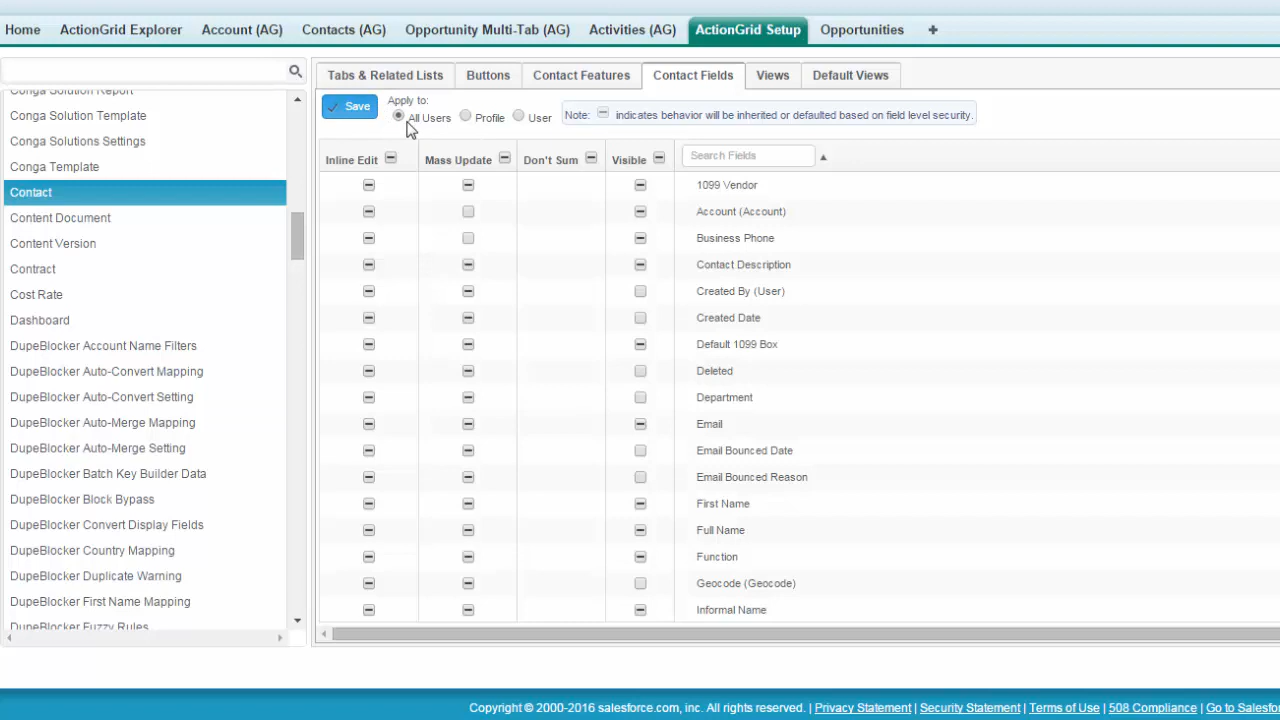 Home ActionGrid Explorer Account (AG) Contacts (AG) Opportunity Multi-Tab (AG) Activities (AG) ActionGrid Setup Opportunities +
Conga Solution Report
Conga Solution Template
Conga Solutions Settings
Conga Template
Contact
Content Document
Content Version
Contract
Cost Rate
Dashboard
DupeBlocker Account Name Filters
DupeBlocker Auto-Convert Mapping
DupeBlocker Auto-Convert Setting
DupeBlocker Auto-Merge Mapping
DupeBlocker Auto-Merge Setting
DupeBlocker Batch Key Builder Data
DupeBlocker Block Bypass
DupeBlocker Convert Display Fields
DupeBlocker Country Mapping
DupeBlocker Duplicate Warning
DupeBlocker First Name Mapping
DupeBlocker Fuzzy Rules
Tabs & Related Lists Buttons Contact Features Contact Fields Views Default Views
Save
Apply to:
All Users Profile User
Note: indicates behavior will be inherited or defaulted based on field level security.
Inline Edit Mass Update Don't Sum Visible Search Fields
1099 Vendor
Account (Account)
Business Phone
Contact Description
Created By (User)
Created Date
Default 1099 Box
Deleted
Department
Email
Email Bounced Date
Email Bounced Reason
First Name
Full Name
Function
Geocode (Geocode)
Informal Name
Copyright © 2000-2016 salesforce.com, inc. All rights reserved. | Privacy Statement | Security Statement | Terms of Use | 508 Compliance | Go to Salesfo